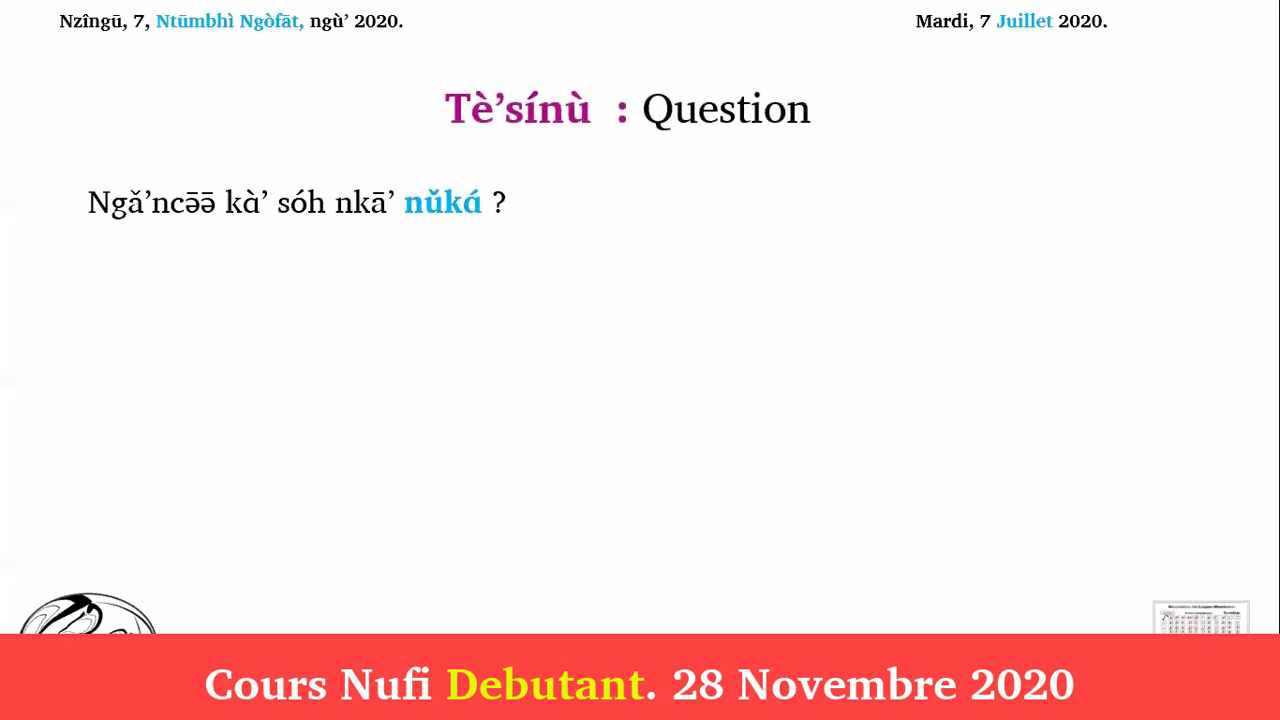 Nzîngū, 7, Ntūmbhì Ngòfāt, ngù’ 2020.
Mardi, 7 Juillet 2020.
Tè’sínù : Question
Ngǎ’ncə̄ə̄ kà’ sóh nkā’ nǔká ?
Cours Nufi Debutant. 28 Novembre 2020